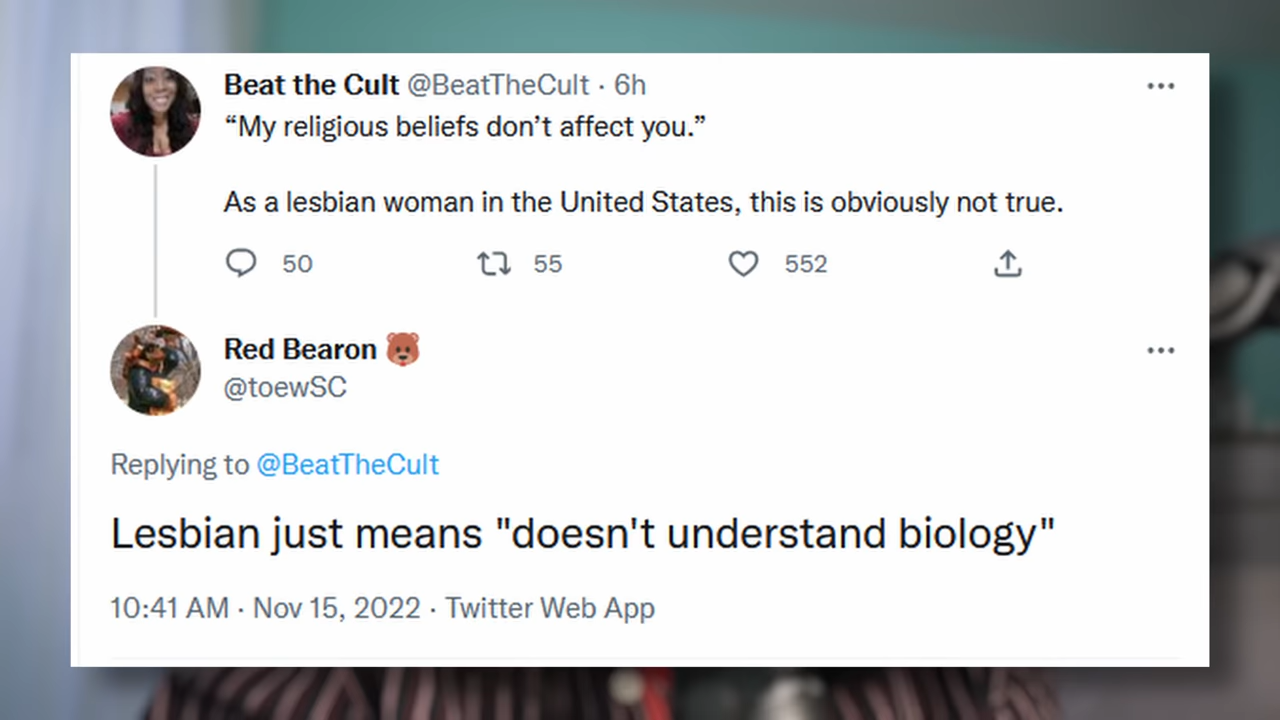 Beat the Cult @BeatTheCult · 6h
“My religious beliefs don’t affect you.”
As a lesbian woman in the United States, this is obviously not true.
50 55 552
Red Bearon 🐻
@toewSC
Replying to @BeatTheCult
Lesbian just means "doesn't understand biology"
10:41 AM · Nov 15, 2022 · Twitter Web App